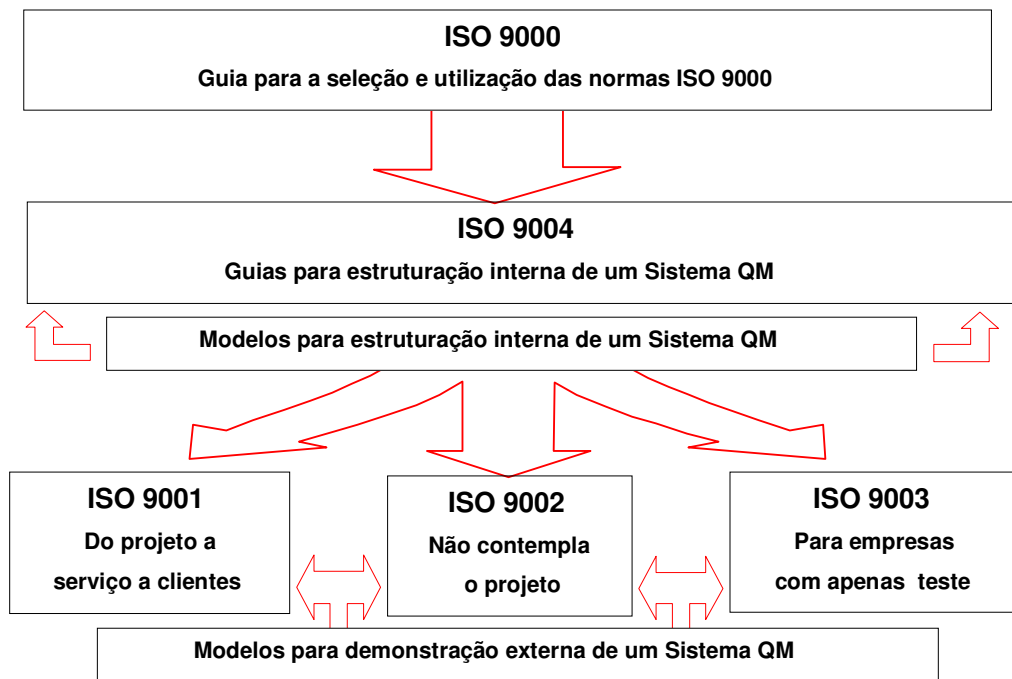 ISO 9000
Guia para a seleção e utilização das normas ISO 9000
ISO 9004
Guias para estruturação interna de um Sistema QM
Modelos para estruturação interna de um Sistema QM
ISO 9001
Do projeto a
serviço a clientes
ISO 9002
Não contempla
o projeto
ISO 9003
Para empresas
com apenas teste
Modelos para demonstração externa de um Sistema QM